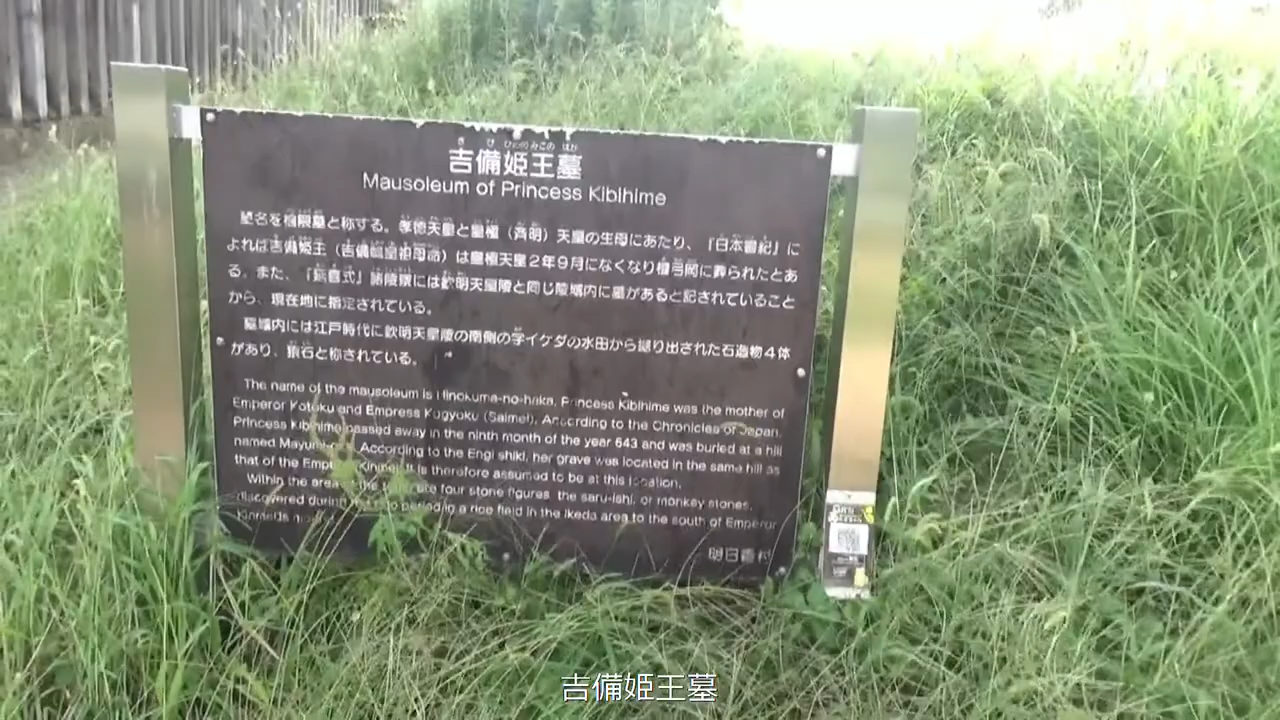 きびひめのみこのはか
吉備姫王墓
Mausoleum of Princess Kibihime
墓名を檜隈墓と称する。孝徳天皇と皇極（斉明）天皇の生母にあたり、『日本書紀』に
よれば吉備姫王（吉備嶋皇祖母命）は皇極天皇2年9月になくなり檀弓岡に葬られたとあ
る。また、『延喜式』諸陵寮には欽明天皇陵と同じ陵域内に墓があると記されていること
から、現在地に指定されている。
墓域内には江戸時代に欽明天皇陵の南側の字イケダの水田から掘り出された石造物4体
があり、猿石と称されている。
The name of the mausoleum is Hinokuma-no-haka. Princess Kibihime was the mother of
Emperor Kotoku and Empress Kogyoku (Saimei). According to the Chronicles of Japan,
Princess Kibihime passed away in the ninth month of the year 643 and was buried at a hill
named According to the Engi shiki, her grave was located in the same hill as
that of the Kinmei. It is therefore assumed to be at this location.
Within the area four stone figures, the saru-ishi, or monkey stones,
discovered during period in a rice field in the Ikeda area to the south of Emperor
明日香村
吉備姫王墓